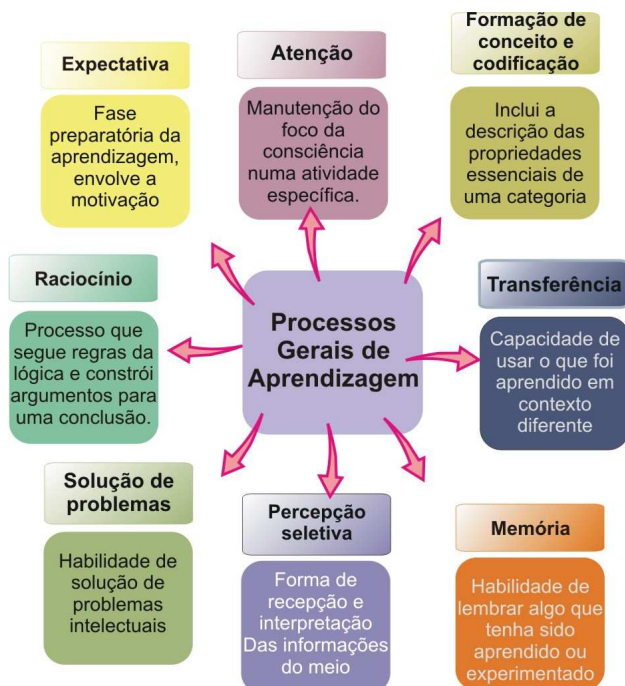 Expectativa
Fase
preparatória da
aprendizagem,
envolve a
motivação
Atenção
Manutenção do
foco da
consciência
numa atividade
específica.
Formação de
conceito e
codificação
Inclui a
descrição das
propriedades
essenciais de
uma categoria
Raciocínio
Processo que
segue regras da
lógica e constrói
argumentos para
uma conclusão.
Processos
Gerais de
Aprendizagem
Transferência
Capacidade de
usar o que foi
aprendido em
contexto
diferente
Solução de
problemas
Habilidade de
solução de
problemas
intelectuais
Percepção
seletiva
Forma de
recepção e
interpretação
Das informações
do meio
Memória
Habilidade de
lembrar algo que
tenha sido
aprendido ou
experimentado